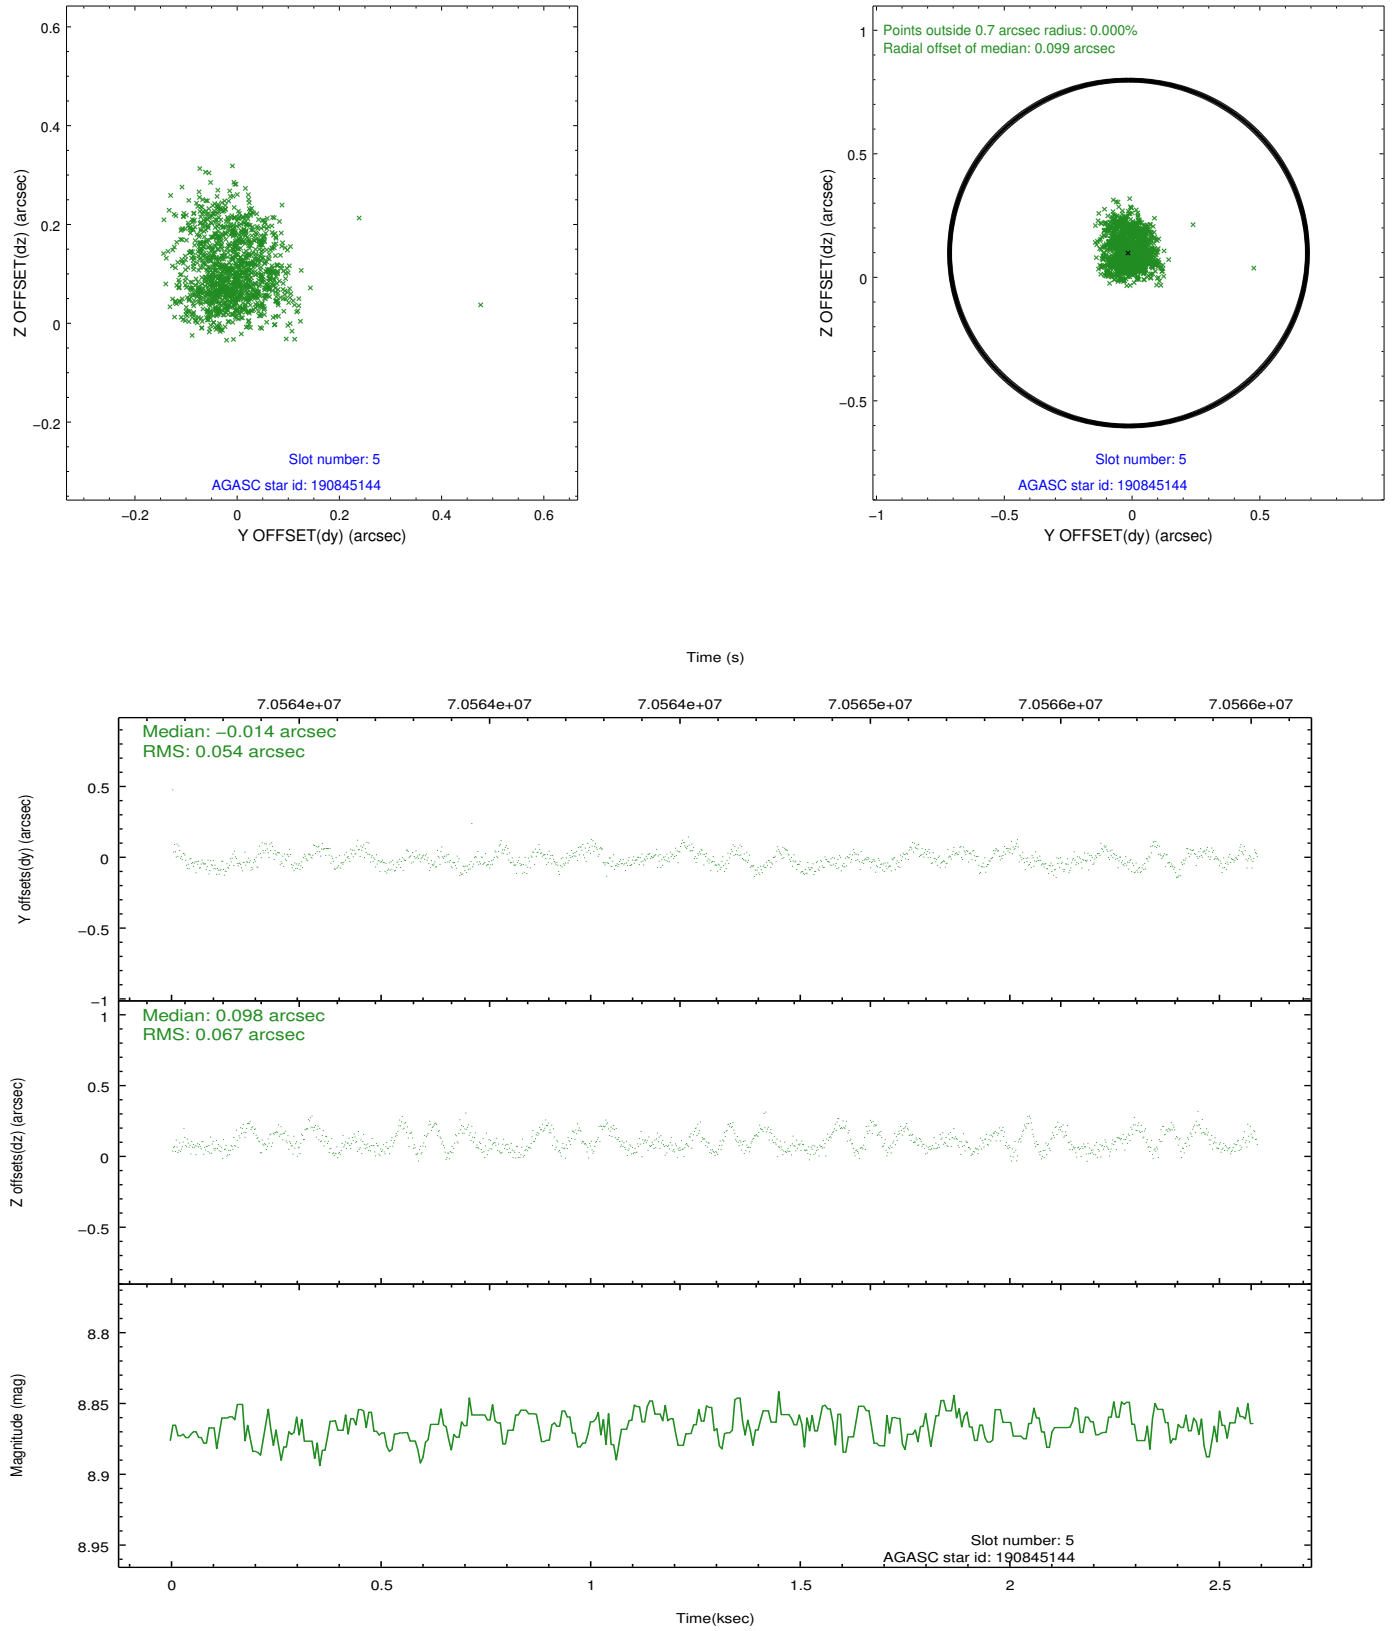 0.6
0.4
0.2
0
−0.2
Z OFFSET(dz) (arcsec)
Slot number: 5
AGASC star id: 190845144
−0.2 0 0.2 0.4 0.6
Y OFFSET(dy) (arcsec)
Points outside 0.7 arcsec radius: 0.000%
Radial offset of median: 0.099 arcsec
1
0.5
0
−0.5
Z OFFSET(dz) (arcsec)
Slot number: 5
AGASC star id: 190845144
−1 −0.5 0 0.5
Y OFFSET(dy) (arcsec)
Time (s)
7.0564e+07 7.0564e+07 7.0564e+07 7.0565e+07 7.0566e+07 7.0566e+07
Median: −0.014 arcsec
RMS: 0.054 arcsec
0.5
0
−0.5
−1
Y offsets(dy) (arcsec)
Median: 0.098 arcsec
RMS: 0.067 arcsec
1
0.5
0
−0.5
Z offsets(dz) (arcsec)
8.8
8.85
8.9
8.95
Magnitude (mag)
Slot number: 5
AGASC star id: 190845144
0 0.5 1 1.5 2 2.5
Time(ksec)